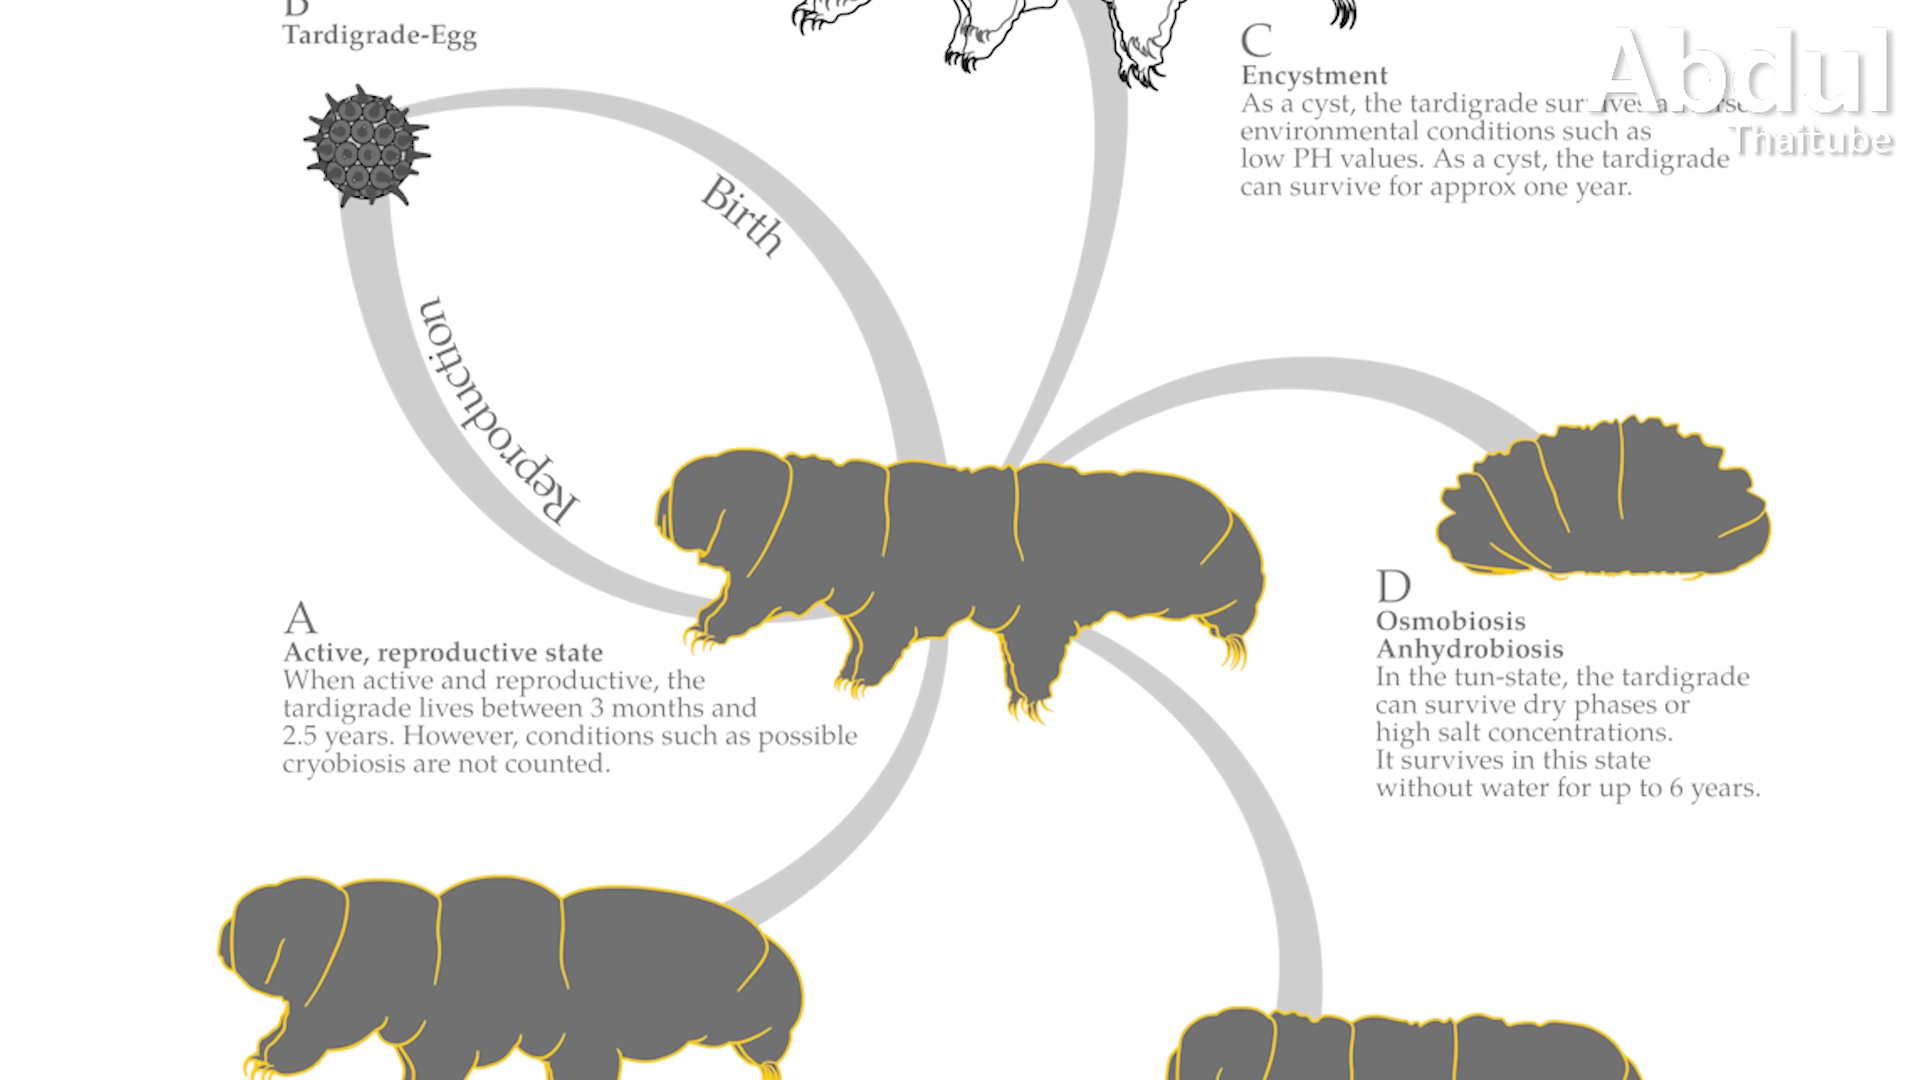 B
Tardigrade-Egg
C
Encystment
As a cyst, the tardigrade survives adverse
environmental conditions such as
low PH values. As a cyst, the tardigrade
can survive for approx one year.
Abdul
Thaitube
Birth
Reproduction
A
Active, reproductive state
When active and reproductive, the
tardigrade lives between 3 months and
2.5 years. However, conditions such as possible
cryobiosis are not counted.
D
Osmobiosis
Anhydrobiosis
In the tun-state, the tardigrade
can survive dry phases or
high salt concentrations.
It survives in this state
without water for up to 6 years.